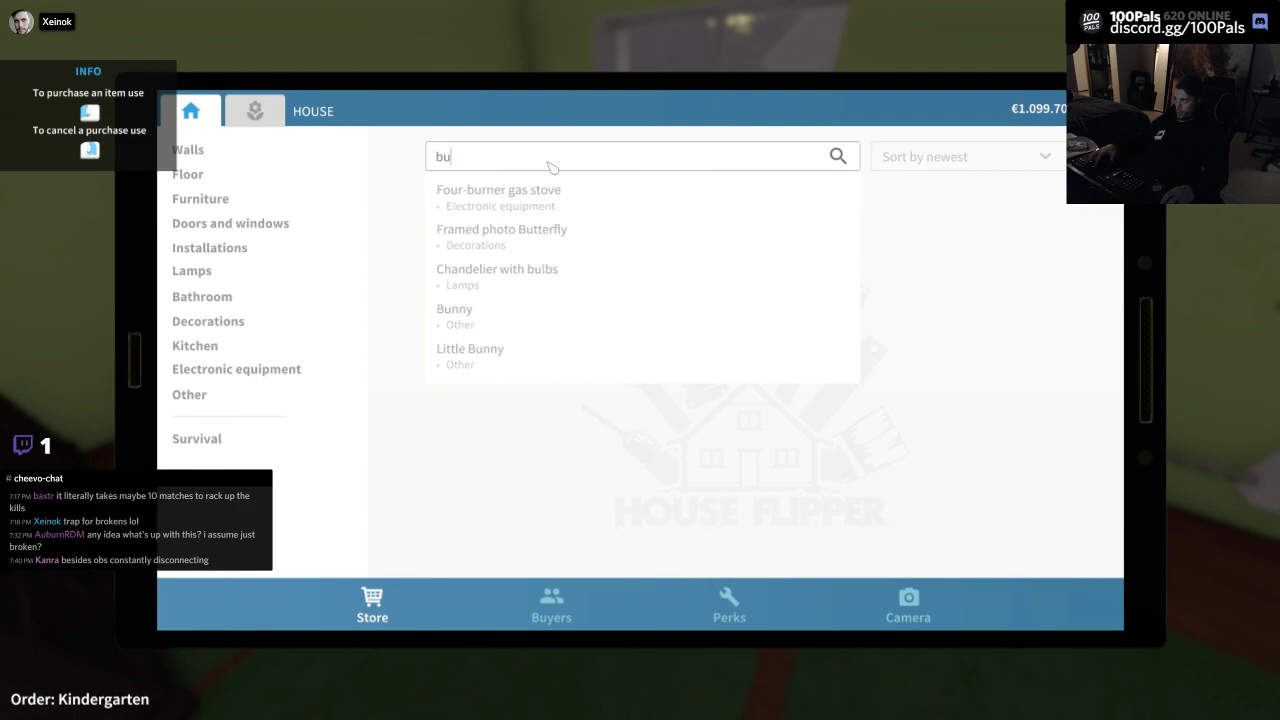 Xeinok
100Pals 620 ONLINE
discord.gg/100Pals
100
PALS
INFO
To purchase an item use
To cancel a purchase use
HOUSE
€1.099.70
Walls
Floor
Furniture
Doors and windows
Installations
Lamps
Bathroom
Decorations
Kitchen
Electronic equipment
Other
Survival
bu
Sort by newest
Four-burner gas stove
• Electronic equipment
Framed photo Butterfly
• Decorations
Chandelier with bulbs
• Lamps
Bunny
• Other
Little Bunny
• Other
HOUSE FLIPPER
1
# cheevo-chat
7:17 PM baxtr it literally takes maybe 10 matches to rack up the
kills
7:18 PM Xeinok trap for brokens lol
7:32 PM AuburnRDM any idea what's up with this? i assume just
broken?
7:40 PM Kanra besides obs constantly disconnecting
Store
Buyers
Perks
Camera
Order: Kindergarten